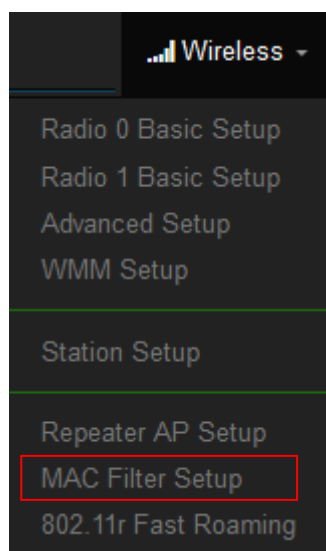 Wireless
Radio 0 Basic Setup
Radio 1 Basic Setup
Advanced Setup
WMM Setup
Station Setup
Repeater AP Setup
MAC Filter Setup
802.11r Fast Roaming